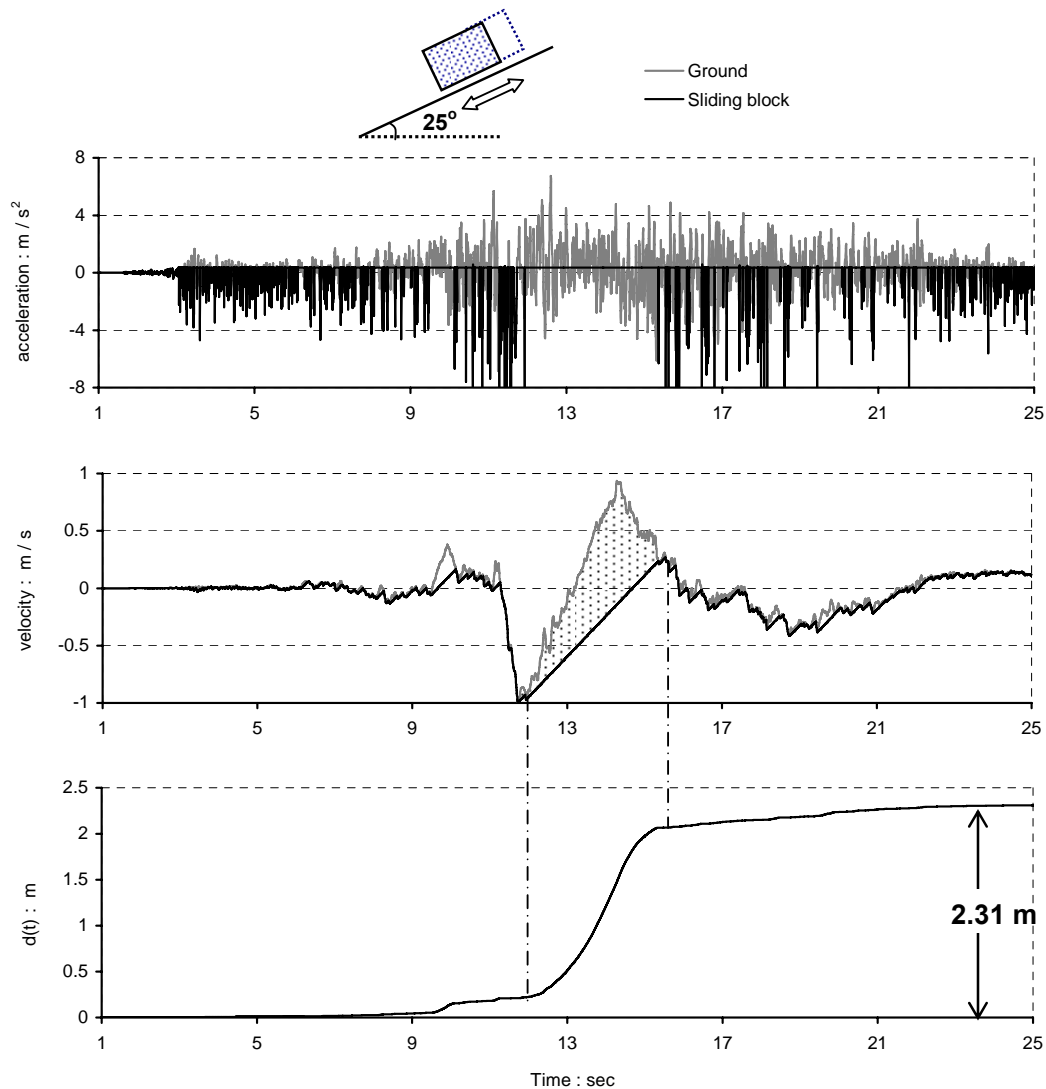 Ground
Sliding block
25°
acceleration : m / s²
8
4
0
-4
-8
1 5 9 13 17 21 25
velocity : m / s
1
0.5
0
-0.5
-1
1 5 9 13 17 21 25
d(t) : m
2.5
2
1.5
1
0.5
0
2.31 m
1 5 9 13 17 21 25
Time : sec